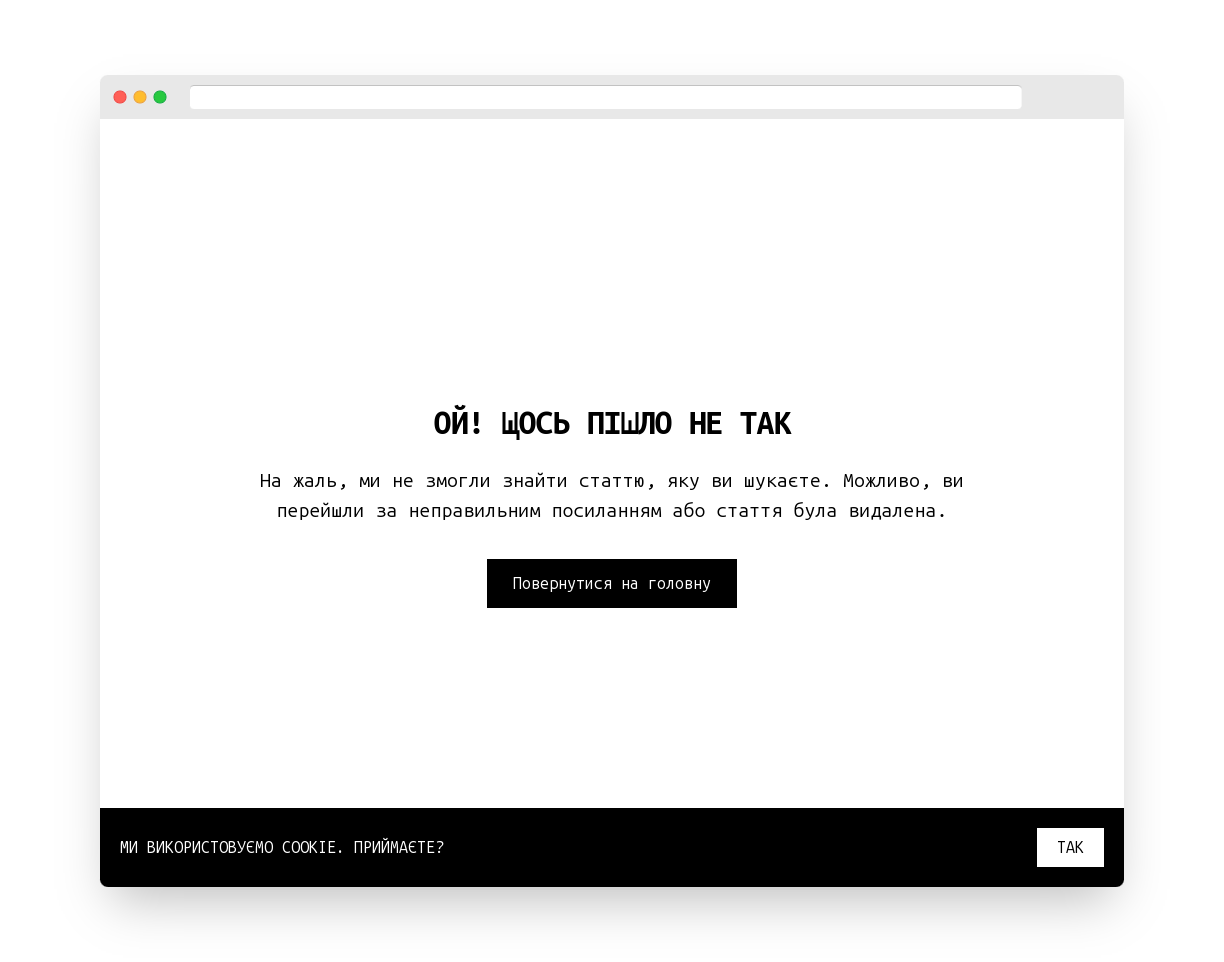 ОЙ! ЩОСЬ ПІШЛО НЕ ТАК
На жаль, ми не змогли знайти статтю, яку ви шукаєте. Можливо, ви
перейшли за неправильним посиланням або стаття була видалена.
Повернутися на головну
МИ ВИКОРИСТОВУЄМО COOKIE. ПРИЙМАЄТЕ?
ТАК